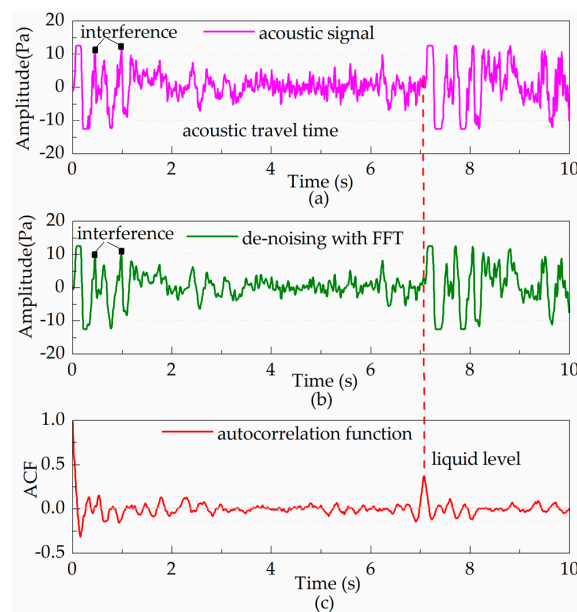 interference
acoustic signal
20
10
0
-10
-20
Amplitude(Pa)
acoustic travel time
0 2 4 6 8 10
Time (s)
(a)
interference
de-noising with FFT
20
10
0
-10
-20
Amplitude(Pa)
0 2 4 6 8 10
Time (s)
(b)
autocorrelation function
liquid level
1.0
0.5
0.0
-0.5
ACF
0 2 4 6 8 10
Time (s)
(c)